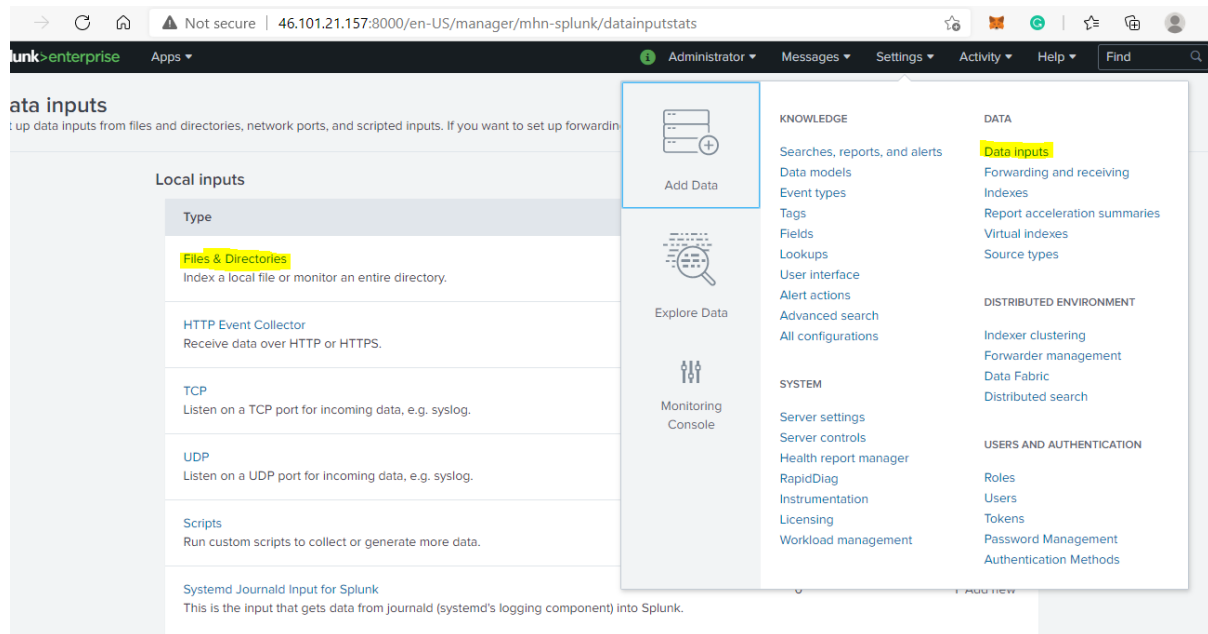 Not secure | 46.101.21.157:8000/en-US/manager/mhn-splunk/datainputstats
lunk>enterprise Apps Administrator Messages Settings Activity Help Find
ata inputs
t up data inputs from files and directories, network ports, and scripted inputs. If you want to set up forwardin
Local inputs
Type
Files & Directories
Index a local file or monitor an entire directory.
HTTP Event Collector
Receive data over HTTP or HTTPS.
TCP
Listen on a TCP port for incoming data, e.g. syslog.
UDP
Listen on a UDP port for incoming data, e.g. syslog.
Scripts
Run custom scripts to collect or generate more data.
Systemd Journald Input for Splunk
This is the input that gets data from journald (systemd's logging component) into Splunk.
Add Data
Explore Data
Monitoring
Console
KNOWLEDGE
Searches, reports, and alerts
Data models
Event types
Tags
Fields
Lookups
User interface
Alert actions
Advanced search
All configurations
SYSTEM
Server settings
Server controls
Health report manager
RapidDiag
Instrumentation
Licensing
Workload management
DATA
Data inputs
Forwarding and receiving
Indexes
Report acceleration summaries
Virtual indexes
Source types
DISTRIBUTED ENVIRONMENT
Indexer clustering
Forwarder management
Data Fabric
Distributed search
USERS AND AUTHENTICATION
Roles
Users
Tokens
Password Management
Authentication Methods
Add new